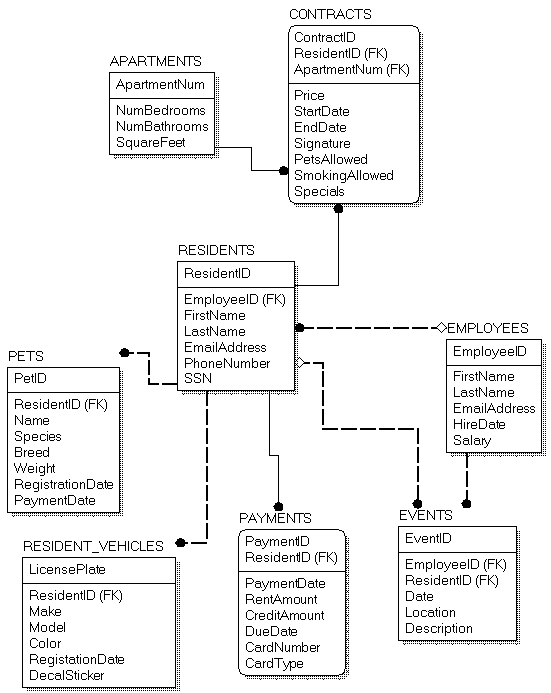 CONTRACTS
ContractID
ResidentID (FK)
ApartmentNum (FK)
Price
StartDate
EndDate
Signature
PetsAllowed
SmokingAllowed
Specials
APARTMENTS
ApartmentNum
NumBedrooms
NumBathrooms
SquareFeet
RESIDENTS
ResidentID
EmployeeID (FK)
FirstName
LastName
EmailAddress
PhoneNumber
SSN
EMPLOYEES
EmployeeID
FirstName
LastName
EmailAddress
HireDate
Salary
PETS
PetID
ResidentID (FK)
Name
Species
Breed
Weight
RegistrationDate
PaymentDate
RESIDENT_VEHICLES
LicensePlate
ResidentID (FK)
Make
Model
Color
RegistationDate
DecalSticker
PAYMENTS
PaymentID
ResidentID (FK)
PaymentDate
RentAmount
CreditAmount
DueDate
CardNumber
CardType
EVENTS
EventID
EmployeeID (FK)
ResidentID (FK)
Date
Location
Description